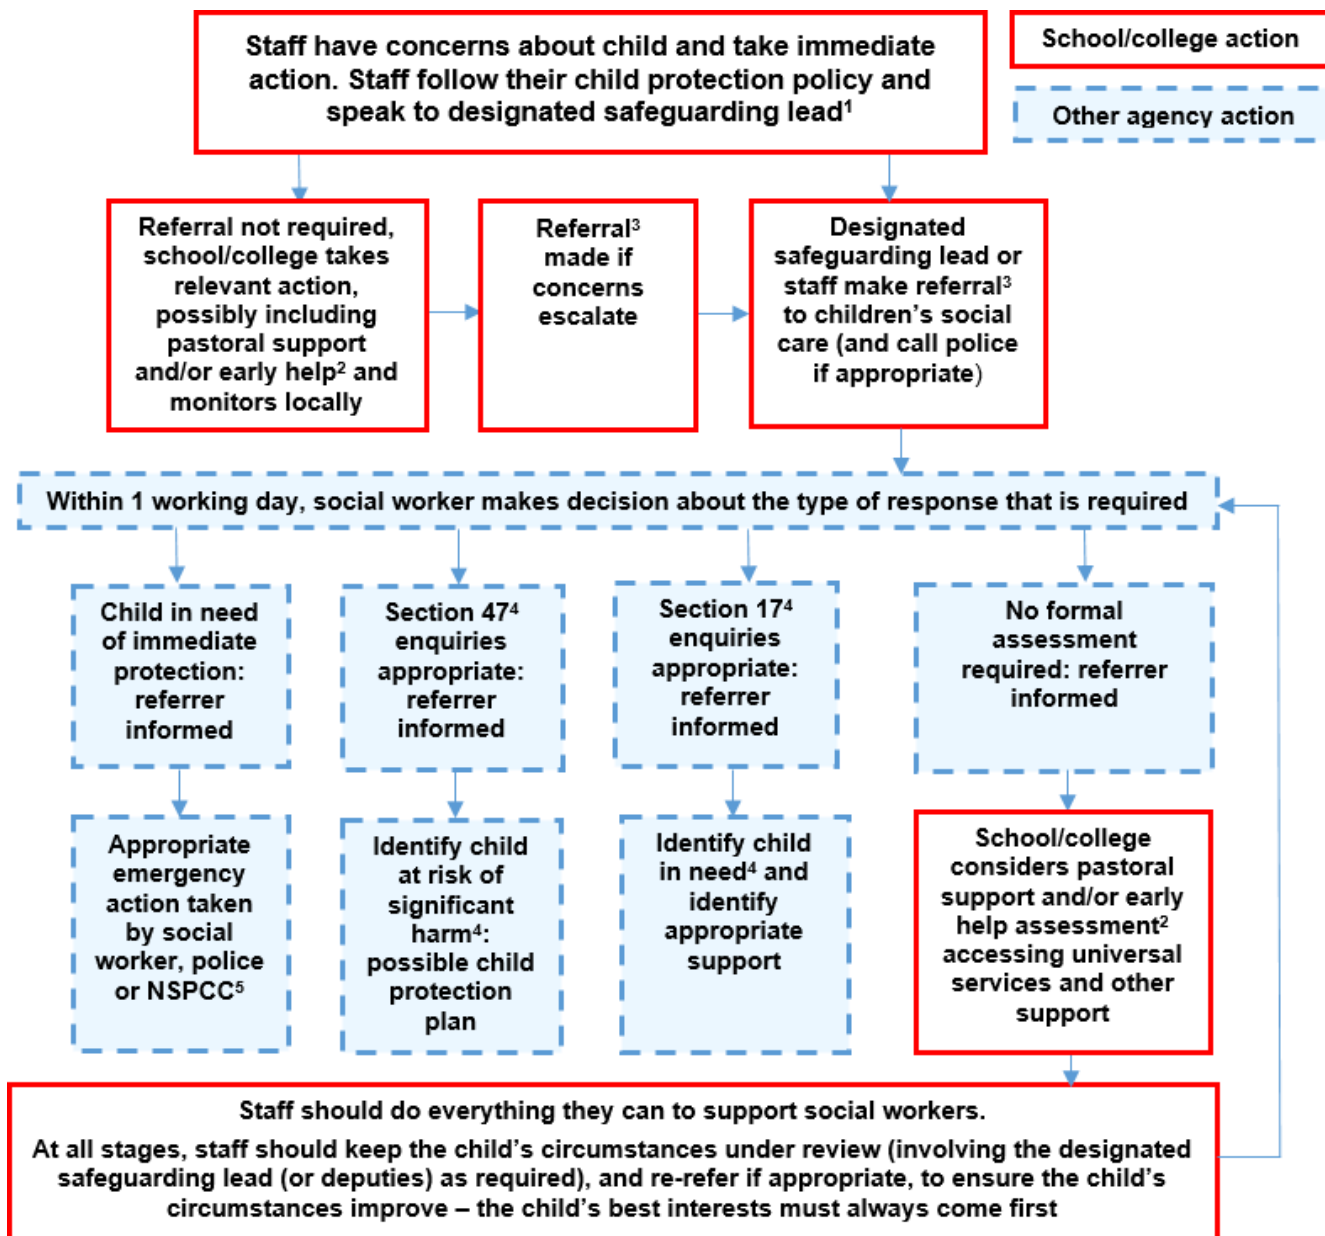 Staff have concerns about child and take immediate
action. Staff follow their child protection policy and
speak to designated safeguarding lead¹
School/college action
Other agency action
Referral not required,
school/college takes
relevant action,
possibly including
pastoral support
and/or early help² and
monitors locally
Referral³
made if
concerns
escalate
Designated
safeguarding lead or
staff make referral³
to children’s social
care (and call police
if appropriate)
Within 1 working day, social worker makes decision about the type of response that is required
Child in need
of immediate
protection:
referrer
informed
Section 47⁴
enquiries
appropriate:
referrer
informed
Section 17⁴
enquiries
appropriate:
referrer
informed
No formal
assessment
required: referrer
informed
Appropriate
emergency
action taken
by social
worker, police
or NSPCC⁵
Identify child
at risk of
significant
harm⁴:
possible child
protection
plan
Identify child
in need⁴ and
identify
appropriate
support
School/college
considers pastoral
support and/or early
help assessment²
accessing universal
services and other
support
Staff should do everything they can to support social workers.
At all stages, staff should keep the child’s circumstances under review (involving the designated
safeguarding lead (or deputies) as required), and re-refer if appropriate, to ensure the child’s
circumstances improve – the child’s best interests must always come first